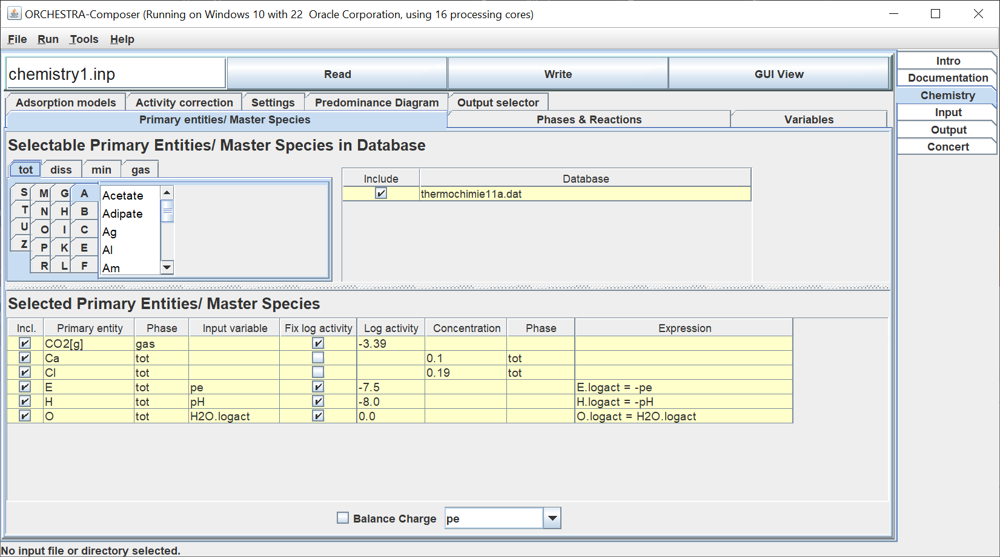 ORCHESTRA-Composer (Running on Windows 10 with 22  Oracle Corporation, using 16 processing cores)
File Run Tools Help
chemistry1.inp Read Write GUI View
Intro
Documentation
Chemistry
Input
Output
Concert
Adsorption models Activity correction Settings Predominance Diagram Output selector
Primary entities/ Master Species Phases & Reactions Variables
Selectable Primary Entities/ Master Species in Database
tot diss min gas
S M G A
T N H B
U O I C
Z P K E
R L F
Acetate
Adipate
Ag
Al
Am
Include Database
thermochimie11a.dat
Selected Primary Entities/ Master Species
Incl. Primary entity Phase Input variable Fix log activity Log activity Concentration Phase Expression
CO2[g] gas -3.39
Ca tot 0.1 tot
Cl tot 0.19 tot
E tot pe -7.5 E.logact = -pe
H tot pH -8.0 H.logact = -pH
O tot H2O.logact 0.0 O.logact = H2O.logact
Balance Charge pe
No input file or directory selected.